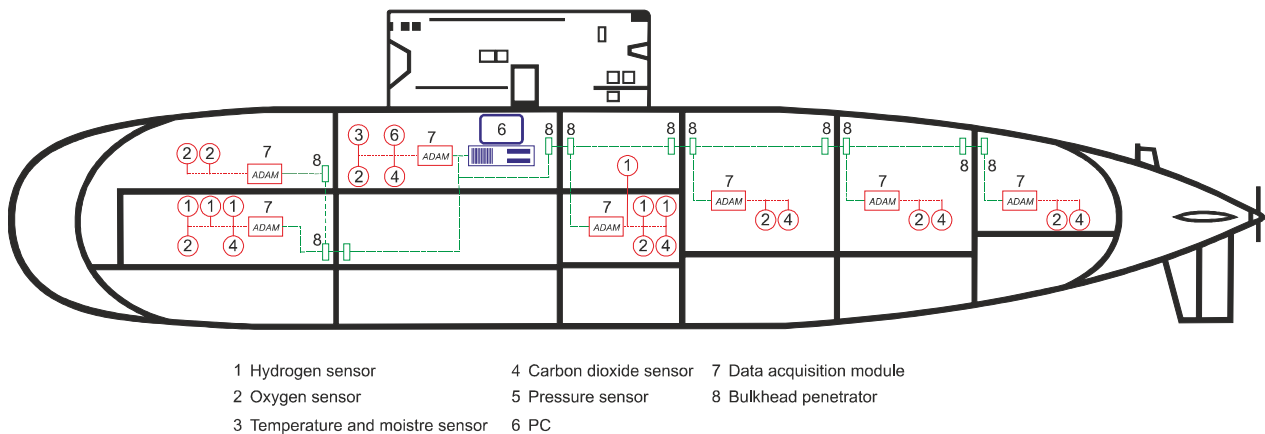 6
3 6 7 8 8 8 8 8 8
ADAM
2 4
2 2 7 8
ADAM
8 8
1
7 7 7
ADAM ADAM ADAM
2 4 2 4 2 4
1 1 1 7
ADAM
2 4
8
7 1 1
ADAM
2 4
1 Hydrogen sensor
2 Oxygen sensor
3 Temperature and moistre sensor
4 Carbon dioxide sensor
5 Pressure sensor
6 PC
7 Data acquisition module
8 Bulkhead penetrator